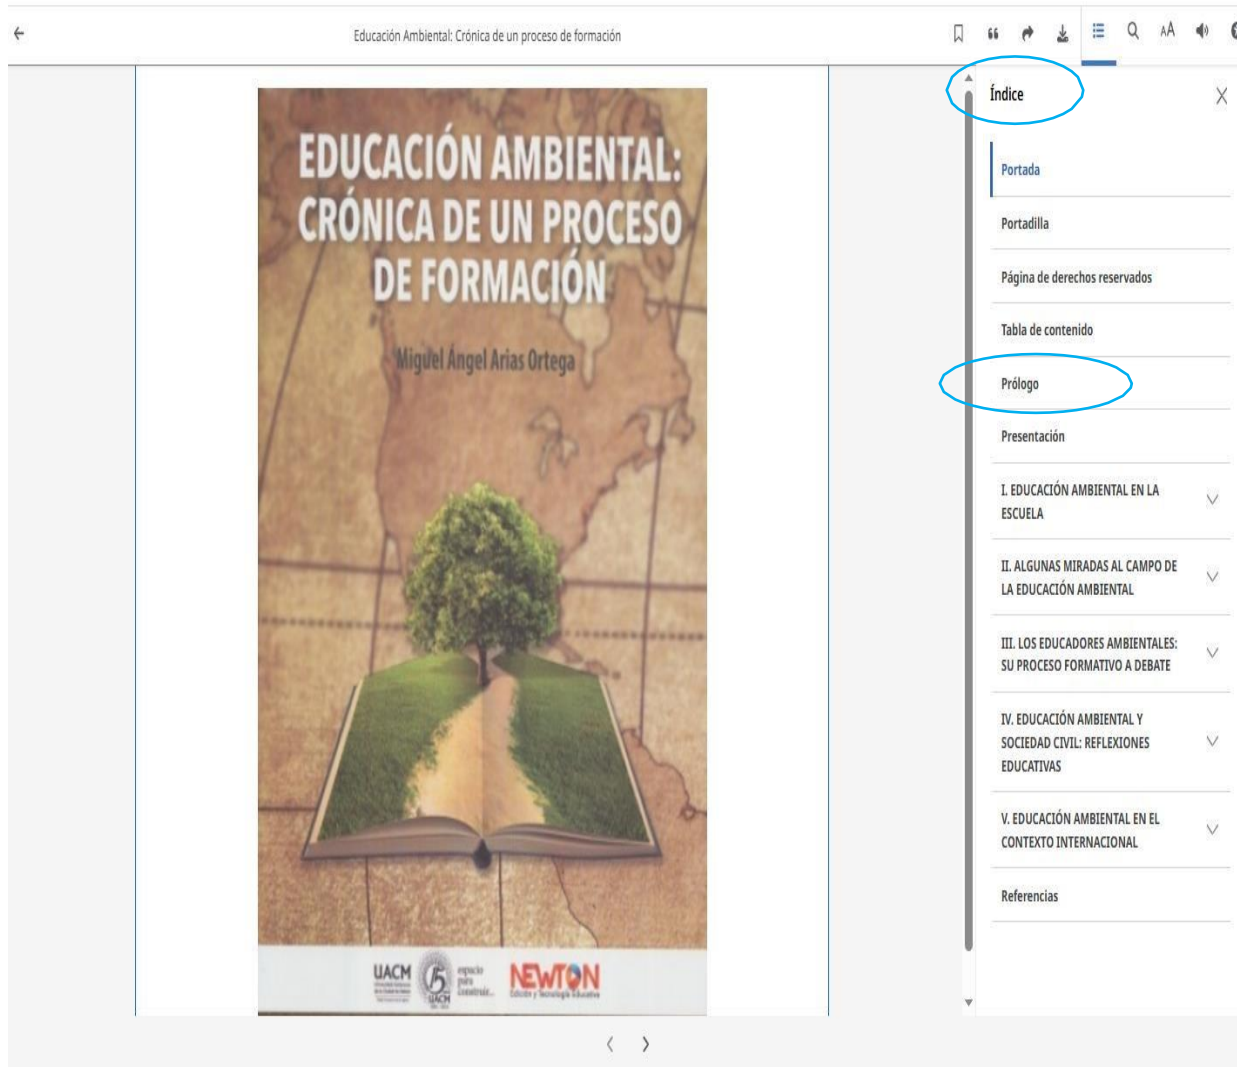 Educación Ambiental: Crónica de un proceso de formación
AA
EDUCACIÓN AMBIENTAL:
CRÓNICA DE UN PROCESO
DE FORMACIÓN
Miguel Ángel Arias Ortega
UACM
15
UACM
espacio
para
construir...
NEWTON
Edición y Tecnología Educativa
Índice
Portada
Portadilla
Página de derechos reservados
Tabla de contenido
Prólogo
Presentación
I. EDUCACIÓN AMBIENTAL EN LA
ESCUELA
II. ALGUNAS MIRADAS AL CAMPO DE
LA EDUCACIÓN AMBIENTAL
III. LOS EDUCADORES AMBIENTALES:
SU PROCESO FORMATIVO A DEBATE
IV. EDUCACIÓN AMBIENTAL Y
SOCIEDAD CIVIL: REFLEXIONES
EDUCATIVAS
V. EDUCACIÓN AMBIENTAL EN EL
CONTEXTO INTERNACIONAL
Referencias